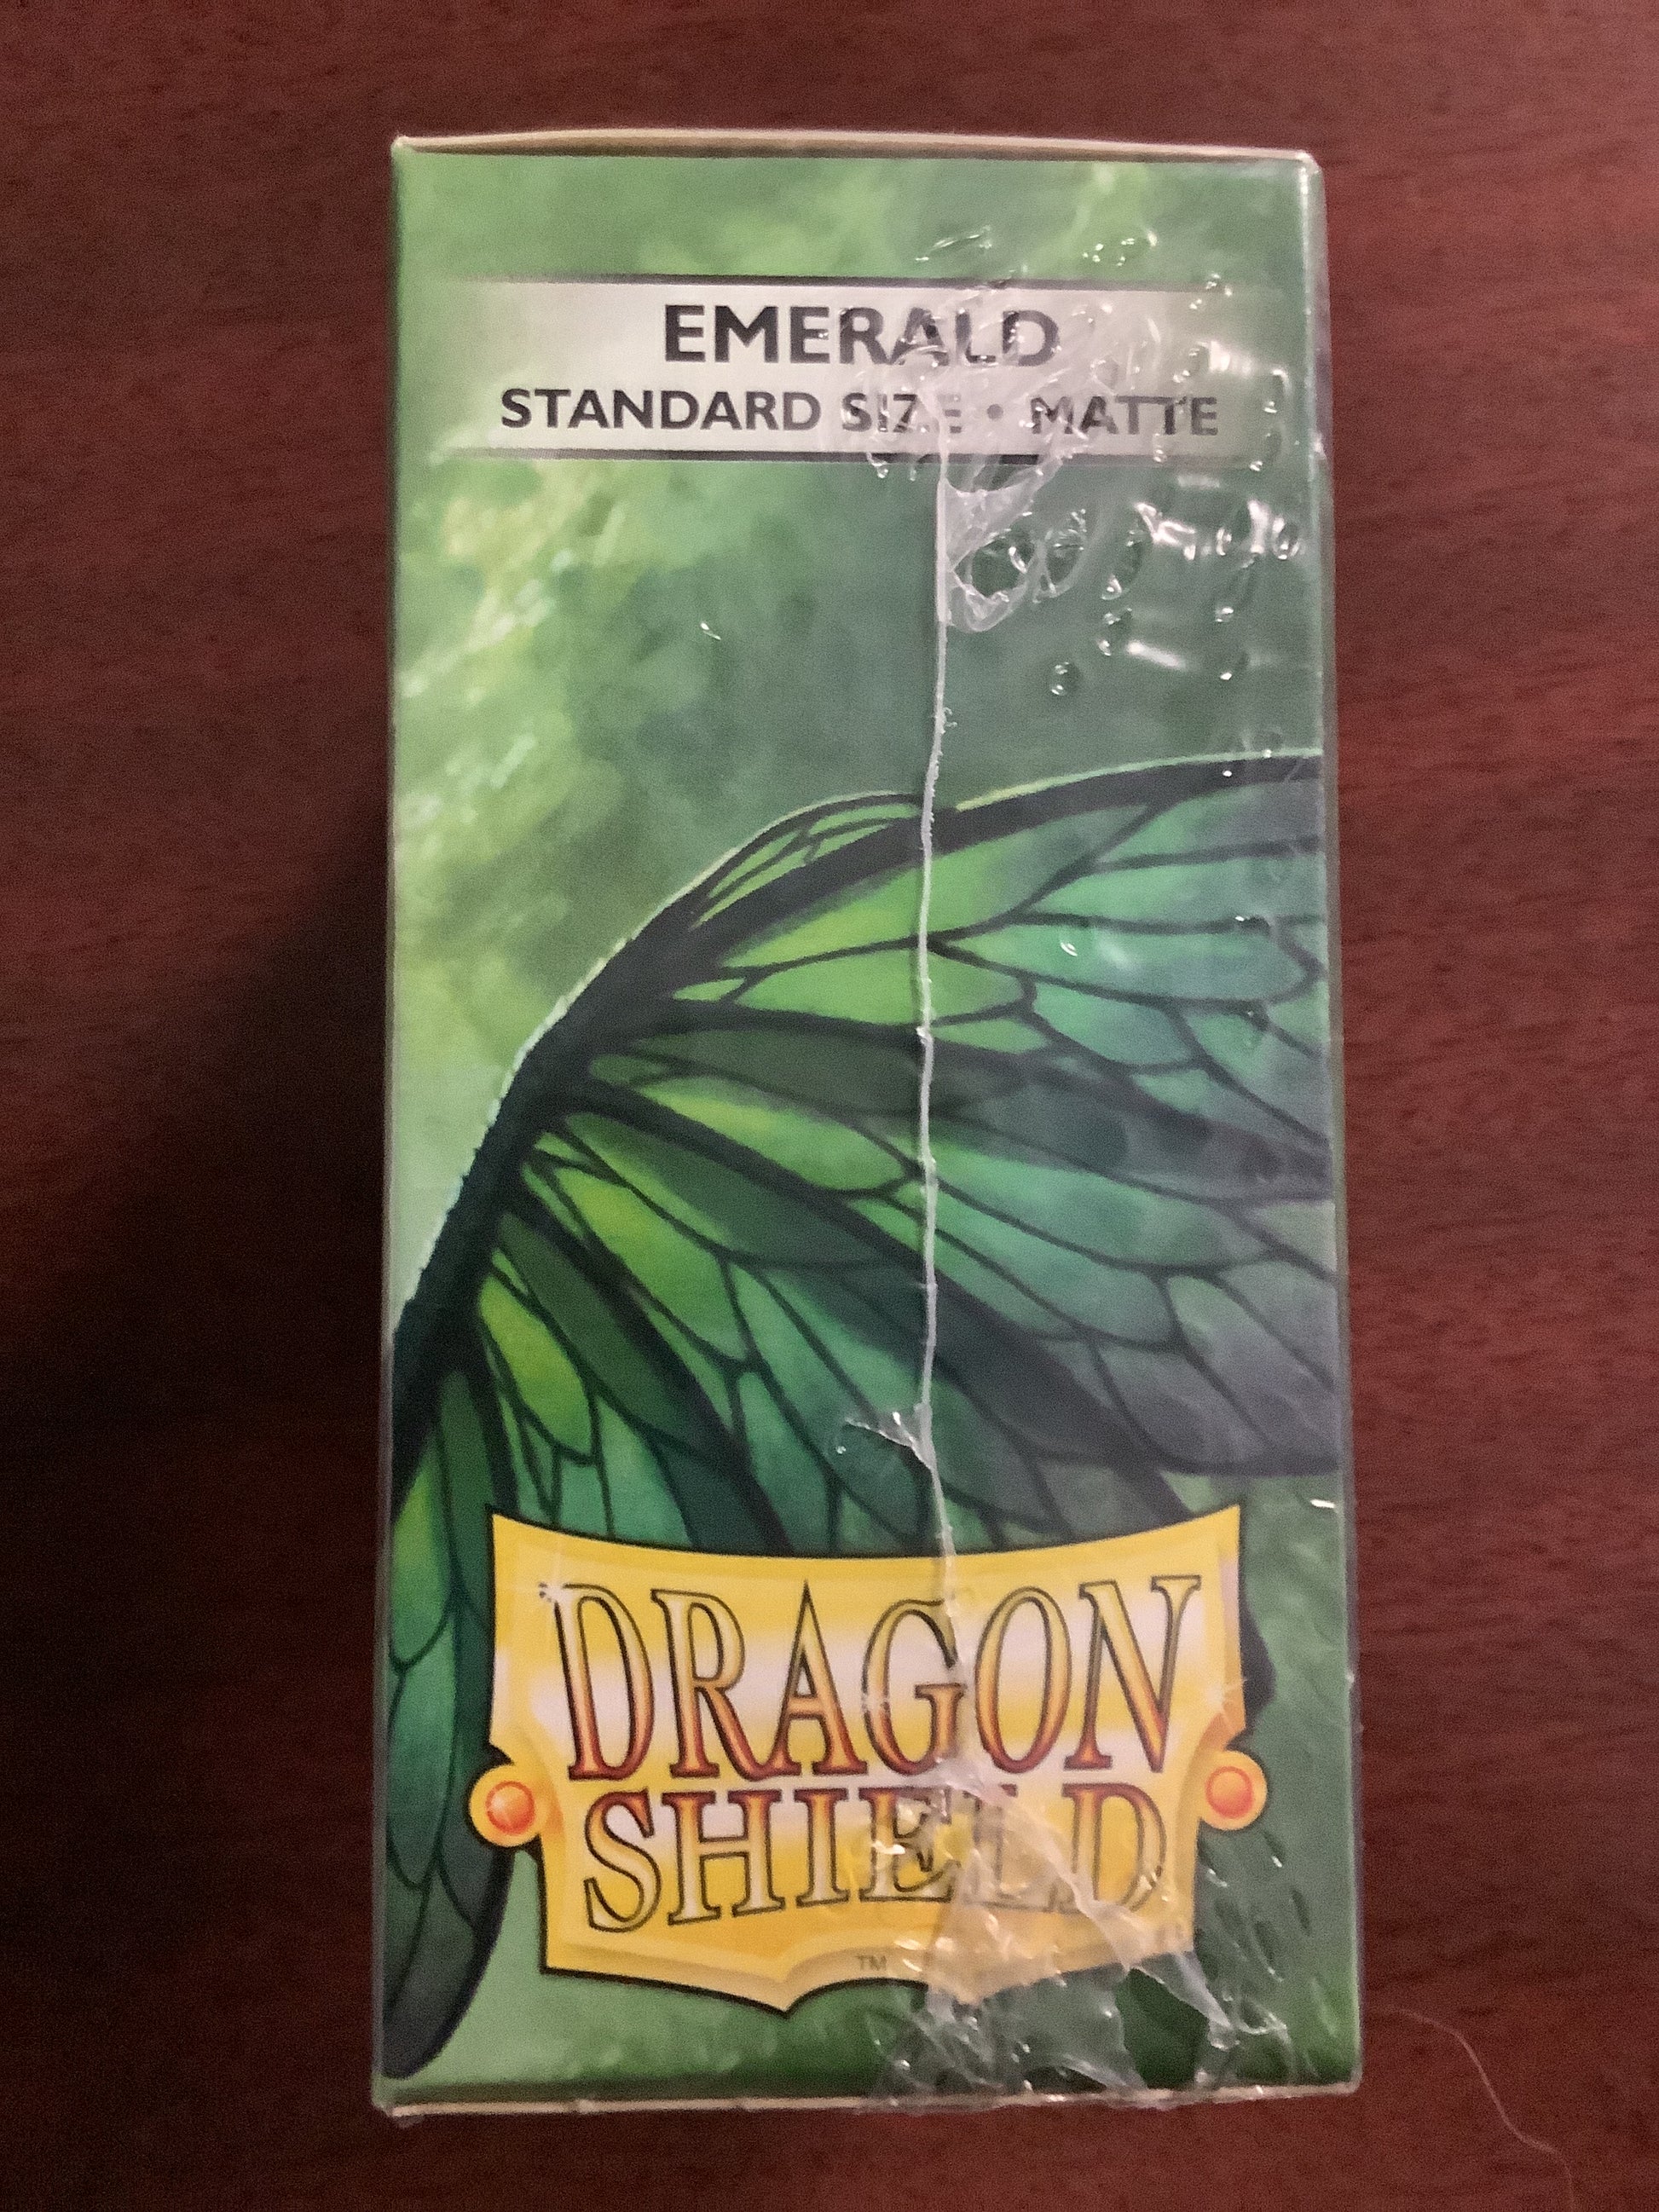 EMERALD
STANDARD SIZE • MATTE
DRAGON
SHIELD
TM